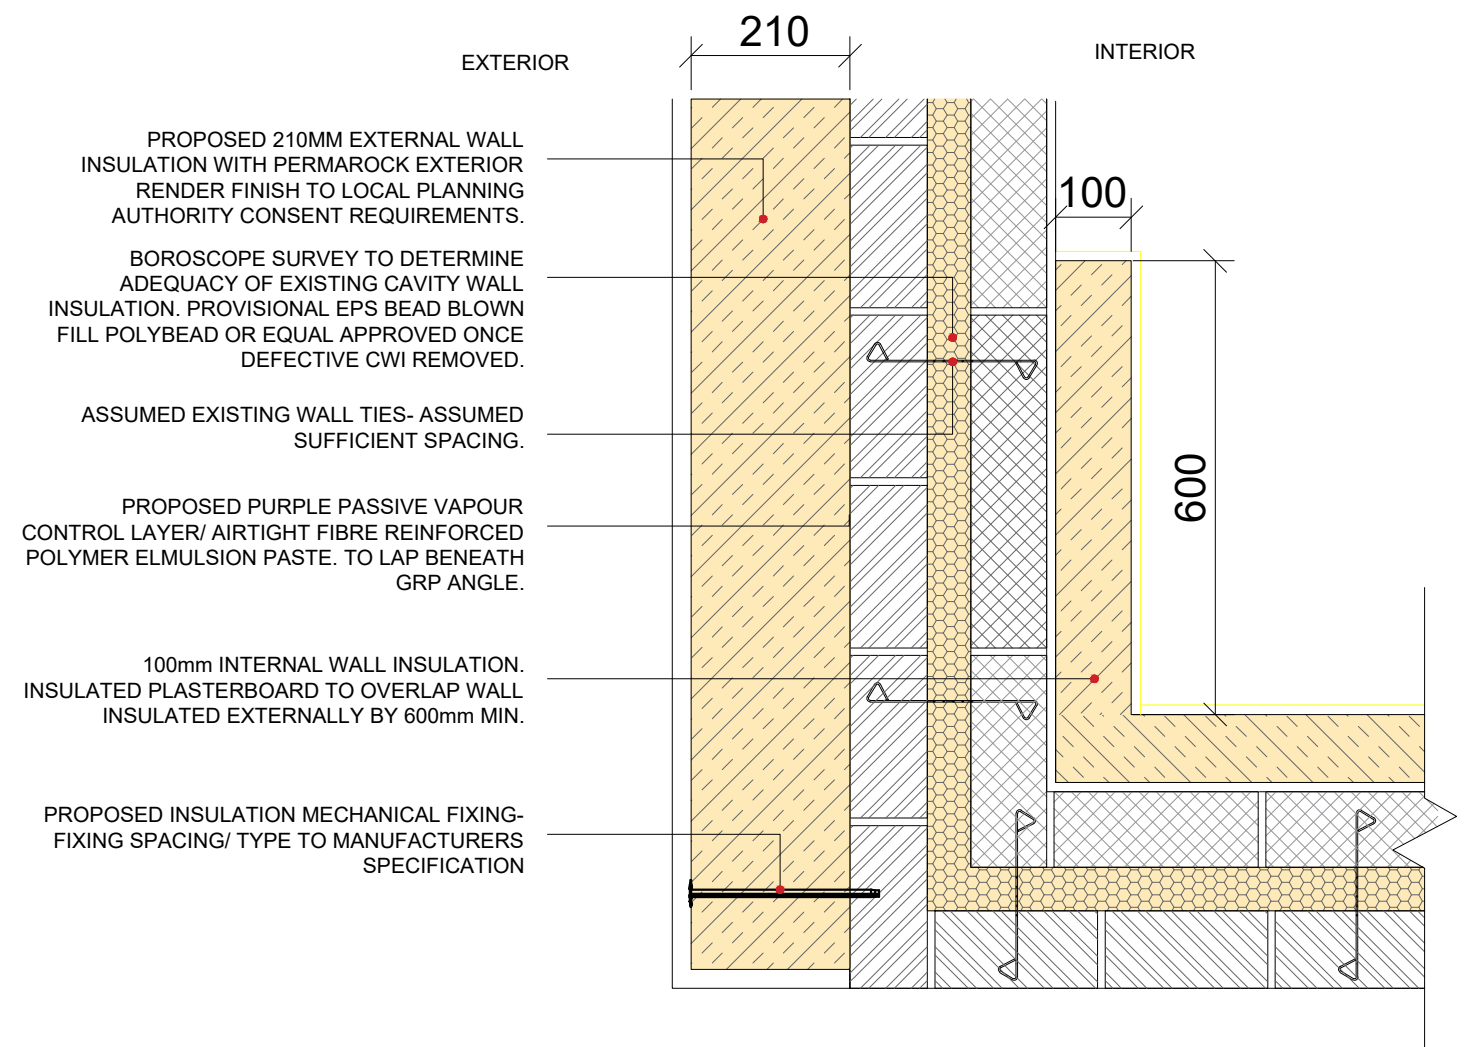 210
EXTERIOR
INTERIOR
PROPOSED 210MM EXTERNAL WALL
INSULATION WITH PERMAROCK EXTERIOR
RENDER FINISH TO LOCAL PLANNING
AUTHORITY CONSENT REQUIREMENTS.
100
BOROSCOPE SURVEY TO DETERMINE
ADEQUACY OF EXISTING CAVITY WALL
INSULATION. PROVISIONAL EPS BEAD BLOWN
FILL POLYBEAD OR EQUAL APPROVED ONCE
DEFECTIVE CWI REMOVED.
ASSUMED EXISTING WALL TIES- ASSUMED
SUFFICIENT SPACING.
600
PROPOSED PURPLE PASSIVE VAPOUR
CONTROL LAYER/ AIRTIGHT FIBRE REINFORCED
POLYMER ELMULSION PASTE. TO LAP BENEATH
GRP ANGLE.
100mm INTERNAL WALL INSULATION.
INSULATED PLASTERBOARD TO OVERLAP WALL
INSULATED EXTERNALLY BY 600mm MIN.
PROPOSED INSULATION MECHANICAL FIXING-
FIXING SPACING/ TYPE TO MANUFACTURERS
SPECIFICATION